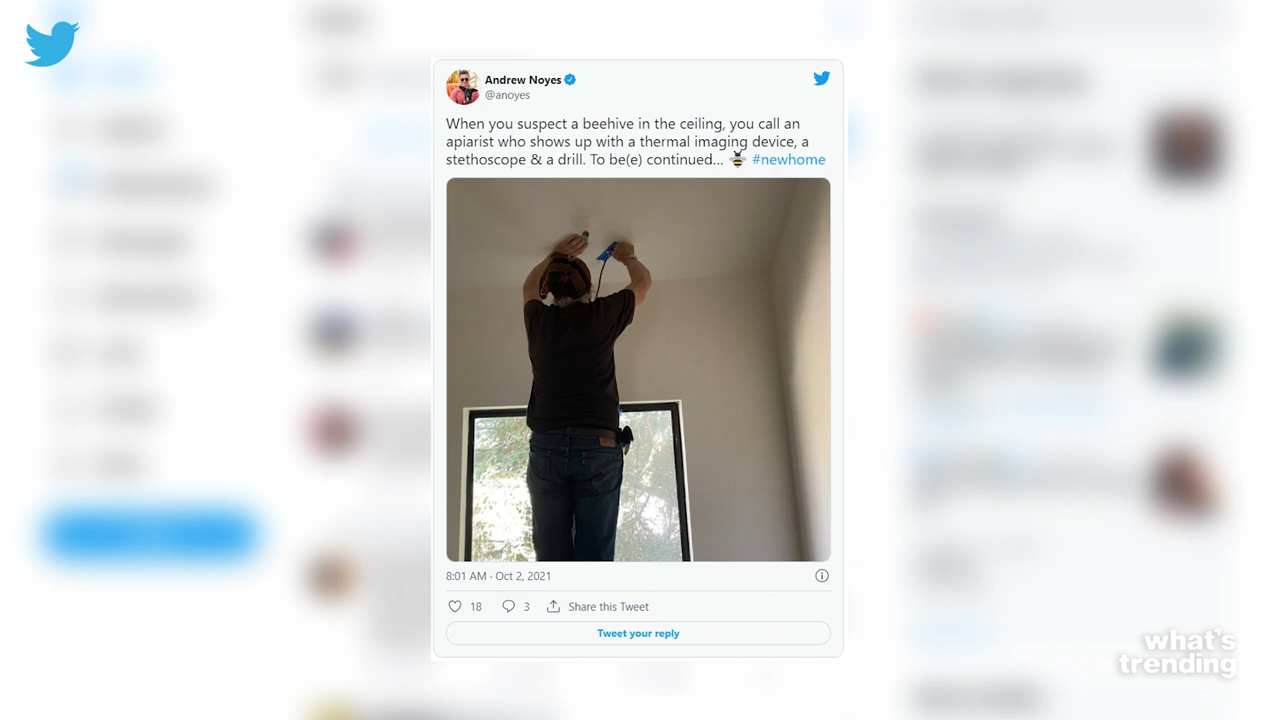 Andrew Noyes
@anoyes
When you suspect a beehive in the ceiling, you call an
apiarist who shows up with a thermal imaging device, a
stethoscope & a drill. To be(e) continued... 🐝 #newhome
8:01 AM · Oct 2, 2021
18 3 Share this Tweet
Tweet your reply
what's
trending